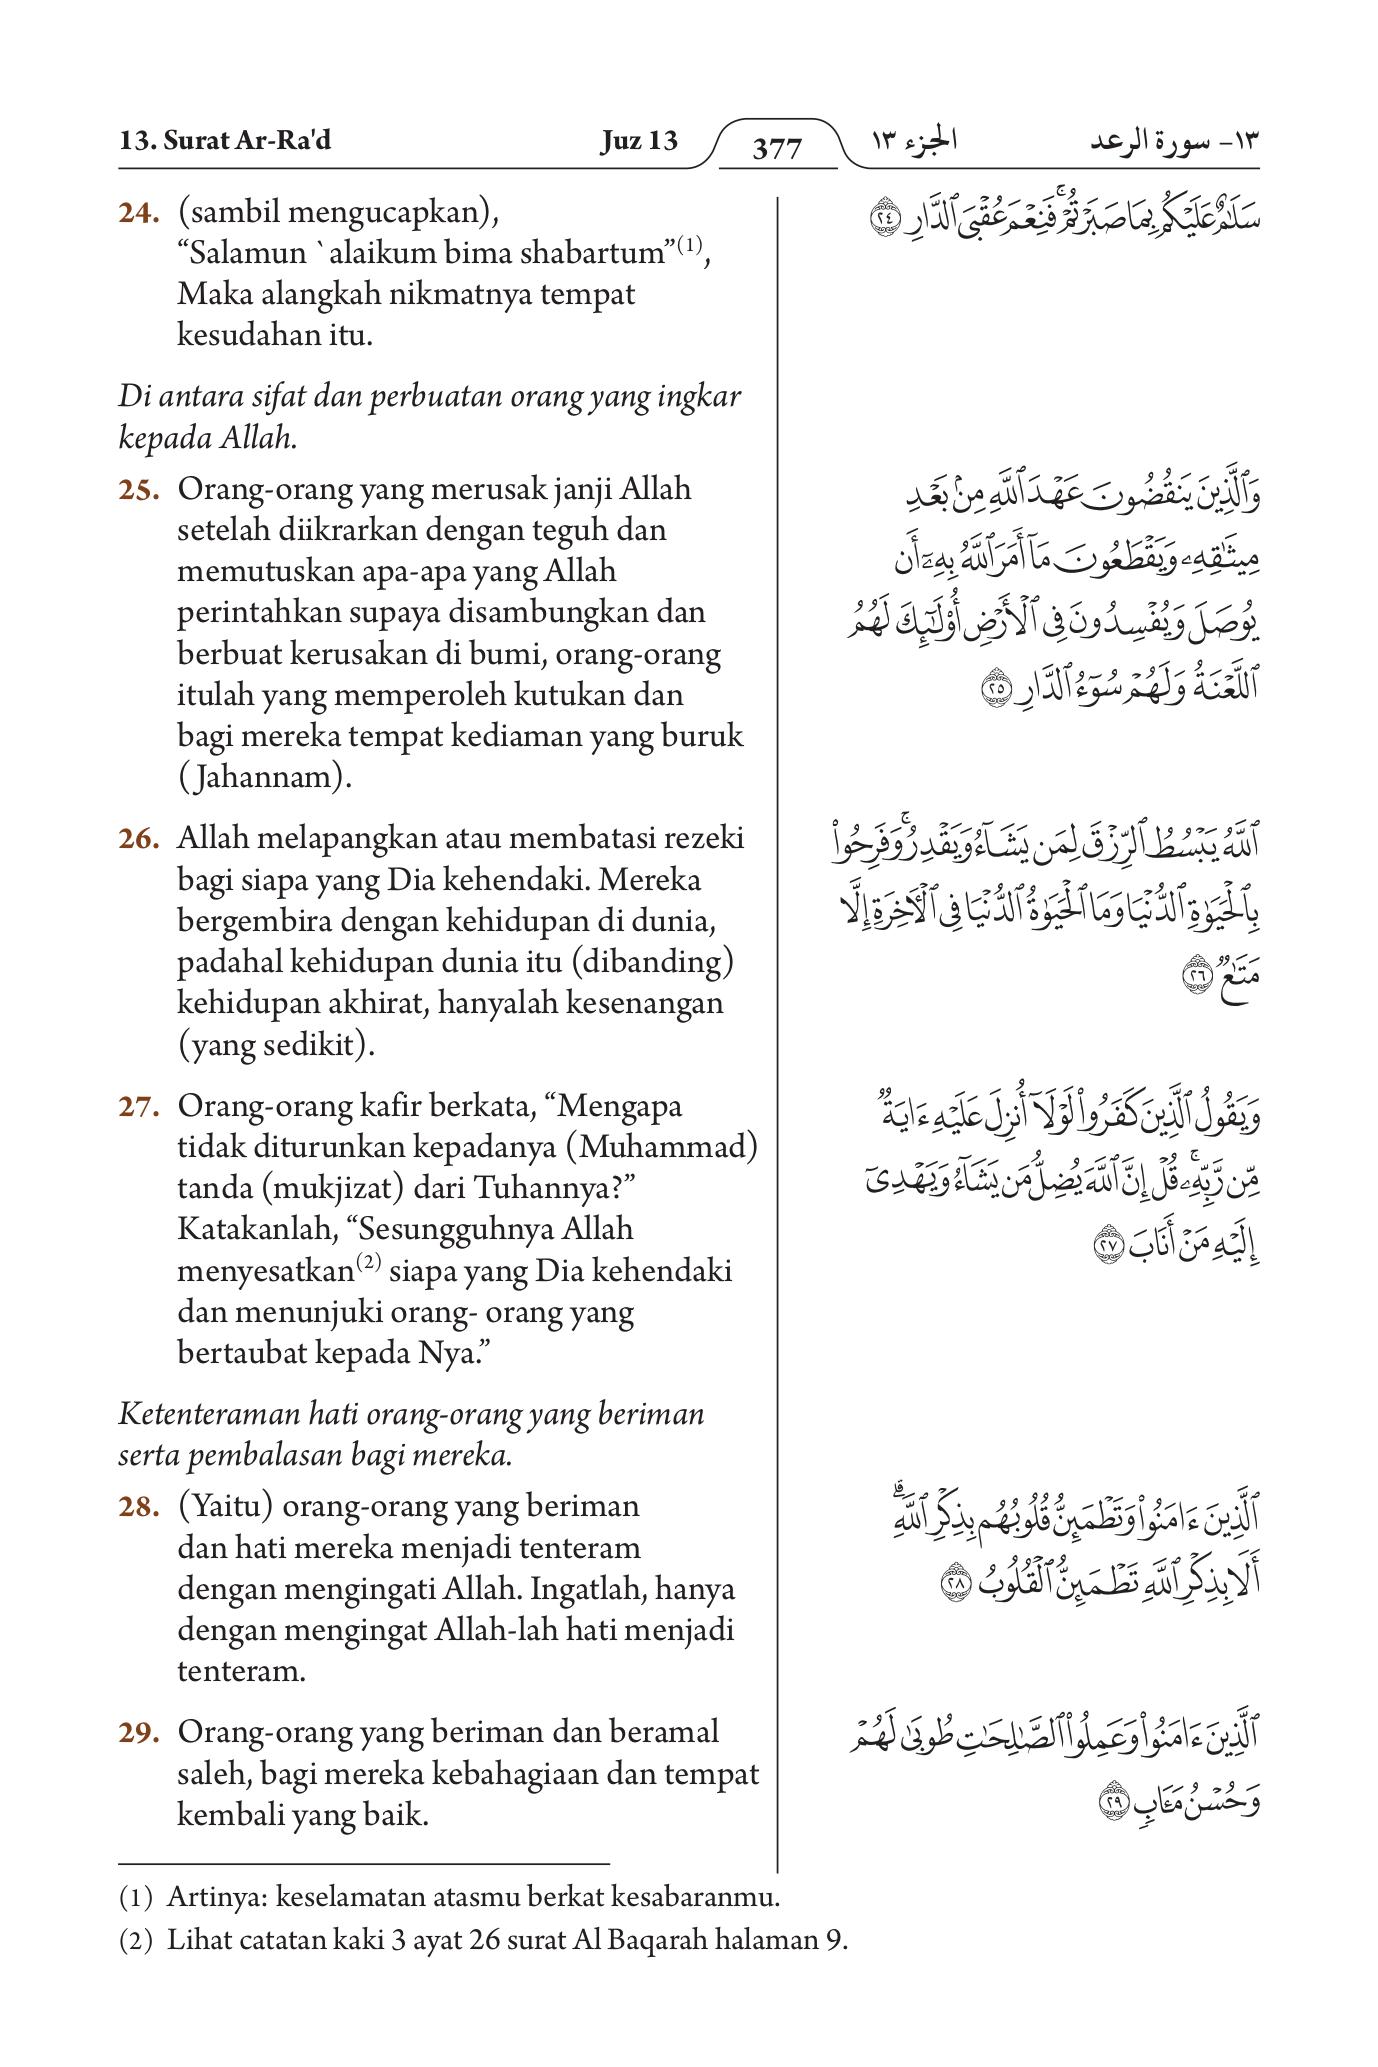 13. Surat Ar-Ra'd
Juz 13
377
الجزء ١٣
١٣- سورة الرعد
24. (sambil mengucapkan),
“Salamun `alaikum bima shabartum”(1),
Maka alangkah nikmatnya tempat
kesudahan itu.
Di antara sifat dan perbuatan orang yang ingkar
kepada Allah.
25. Orang-orang yang merusak janji Allah
setelah diikrarkan dengan teguh dan
memutuskan apa-apa yang Allah
perintahkan supaya disambungkan dan
berbuat kerusakan di bumi, orang-orang
itulah yang memperoleh kutukan dan
bagi mereka tempat kediaman yang buruk
(Jahannam).
26. Allah melapangkan atau membatasi rezeki
bagi siapa yang Dia kehendaki. Mereka
bergembira dengan kehidupan di dunia,
padahal kehidupan dunia itu (dibanding)
kehidupan akhirat, hanyalah kesenangan
(yang sedikit).
27. Orang-orang kafir berkata, “Mengapa
tidak diturunkan kepadanya (Muhammad)
tanda (mukjizat) dari Tuhannya?”
Katakanlah, “Sesungguhnya Allah
menyesatkan(2) siapa yang Dia kehendaki
dan menunjuki orang- orang yang
bertaubat kepada Nya.”
Ketenteraman hati orang-orang yang beriman
serta pembalasan bagi mereka.
28. (Yaitu) orang-orang yang beriman
dan hati mereka menjadi tenteram
dengan mengingati Allah. Ingatlah, hanya
dengan mengingat Allah-lah hati menjadi
tenteram.
29. Orang-orang yang beriman dan beramal
saleh, bagi mereka kebahagiaan dan tempat
kembali yang baik.
سَلَٰمٌ عَلَيْكُم بِمَا صَبَرْتُمْ ۚ فَنِعْمَ عُقْبَى ٱلدَّارِ ٢٤
وَٱلَّذِينَ يَنقُضُونَ عَهْدَ ٱللَّهِ مِنۢ بَعْدِ
مِيثَٰقِهِۦ وَيَقْطَعُونَ مَآ أَمَرَ ٱللَّهُ بِهِۦٓ أَن
يُوصَلَ وَيُفْسِدُونَ فِى ٱلْأَرْضِ أُو۟لَٰٓئِكَ لَهُمُ
ٱللَّعْنَةُ وَلَهُمْ سُوٓءُ ٱلدَّارِ ٢٥
ٱللَّهُ يَبْسُطُ ٱلرِّزْقَ لِمَن يَشَآءُ وَيَقْدِرُ ۚ وَفَرِحُوا۟
بِٱلْحَيَوٰةِ ٱلدُّنْيَا وَمَا ٱلْحَيَوٰةُ ٱلدُّنْيَا فِى ٱلْءَاخِرَةِ إِلَّا
مَتَٰعٌ ٢٦
وَيَقُولُ ٱلَّذِينَ كَفَرُوا۟ لَوْلَآ أُنزِلَ عَلَيْهِ ءَايَةٌ
مِّن رَّبِّهِۦ ۗ قُلْ إِنَّ ٱللَّهَ يُضِلُّ مَن يَشَآءُ وَيَهْدِىٓ
إِلَيْهِ مَنْ أَنَابَ ٢٧
ٱلَّذِينَ ءَامَنُوا۟ وَتَطْمَئِنُّ قُلُوبُهُم بِذِكْرِ ٱللَّهِ ۗ
أَلَا بِذِكْرِ ٱللَّهِ تَطْمَئِنُّ ٱلْقُلُوبُ ٢٨
ٱلَّذِينَ ءَامَنُوا۟ وَعَمِلُوا۟ ٱلصَّٰلِحَٰتِ طُوبَىٰ لَهُمْ
وَحُسْنُ مَـَٔابٍ ٢٩
(1) Artinya: keselamatan atasmu berkat kesabaranmu.
(2) Lihat catatan kaki 3 ayat 26 surat Al Baqarah halaman 9.